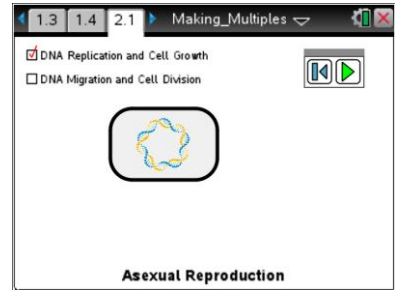 1.3 1.4 2.1 Making_Multiples
DNA Replication and Cell Growth
DNA Migration and Cell Division
Asexual Reproduction